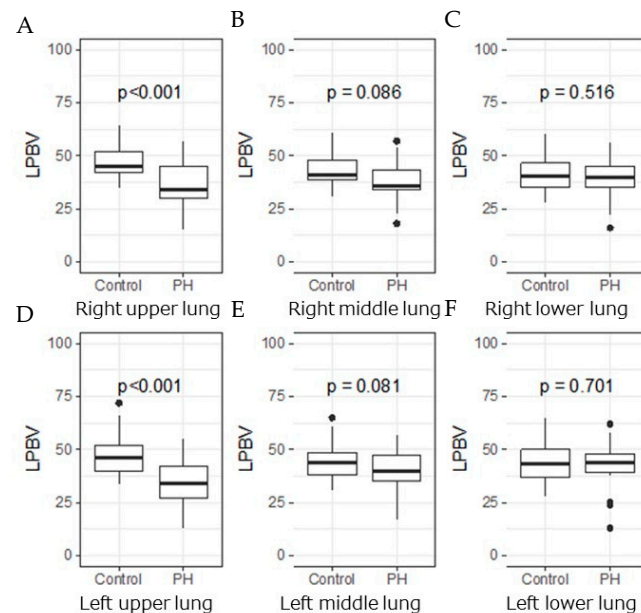 A
B
C
100
75
50
25
0
LPBV
p<0.001
Control
PH
Right upper lung
100
75
50
25
0
LPBV
p = 0.086
Control
PH
Right middle lung
100
75
50
25
0
LPBV
p = 0.516
Control
PH
Right lower lung
D
E
F
100
75
50
25
0
LPBV
p<0.001
Control
PH
Left upper lung
100
75
50
25
0
LPBV
p = 0.081
Control
PH
Left middle lung
100
75
50
25
0
LPBV
p = 0.701
Control
PH
Left lower lung